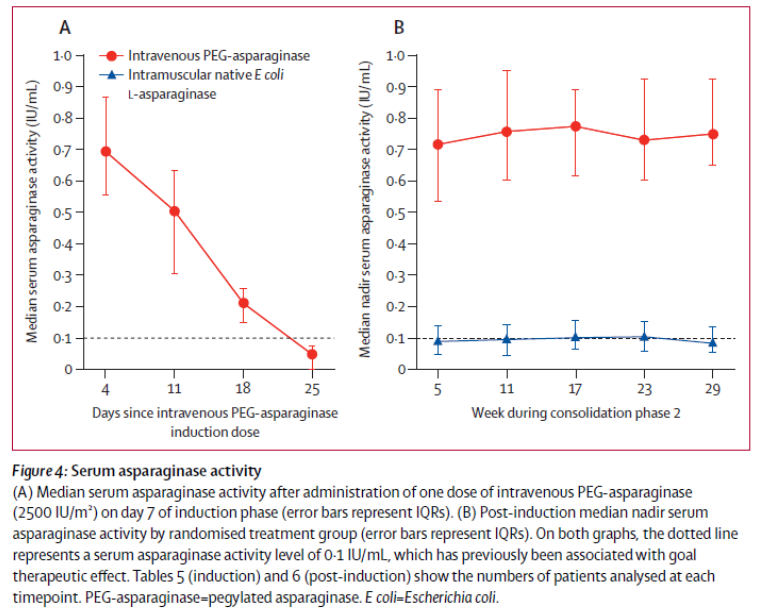 A
Intravenous PEG-asparaginase
Intramuscular native E coli
L-asparaginase
Median serum asparaginase activity (IU/mL)
1·0
0·9
0·8
0·7
0·6
0·5
0·4
0·3
0·2
0·1
0
4 11 18 25
Days since intravenous PEG-asparaginase
induction dose
B
Median nadir serum asparaginase activity (IU/mL)
1·0
0·9
0·8
0·7
0·6
0·5
0·4
0·3
0·2
0·1
0
5 11 17 23 29
Week during consolidation phase 2
Figure 4: Serum asparaginase activity
(A) Median serum asparaginase activity after administration of one dose of intravenous PEG-asparaginase
(2500 IU/m²) on day 7 of induction phase (error bars represent IQRs). (B) Post-induction median nadir serum
asparaginase activity by randomised treatment group (error bars represent IQRs). On both graphs, the dotted line
represents a serum asparaginase activity level of 0·1 IU/mL, which has previously been associated with goal
therapeutic effect. Tables 5 (induction) and 6 (post-induction) show the numbers of patients analysed at each
timepoint. PEG-asparaginase=pegylated asparaginase. E coli=Escherichia coli.